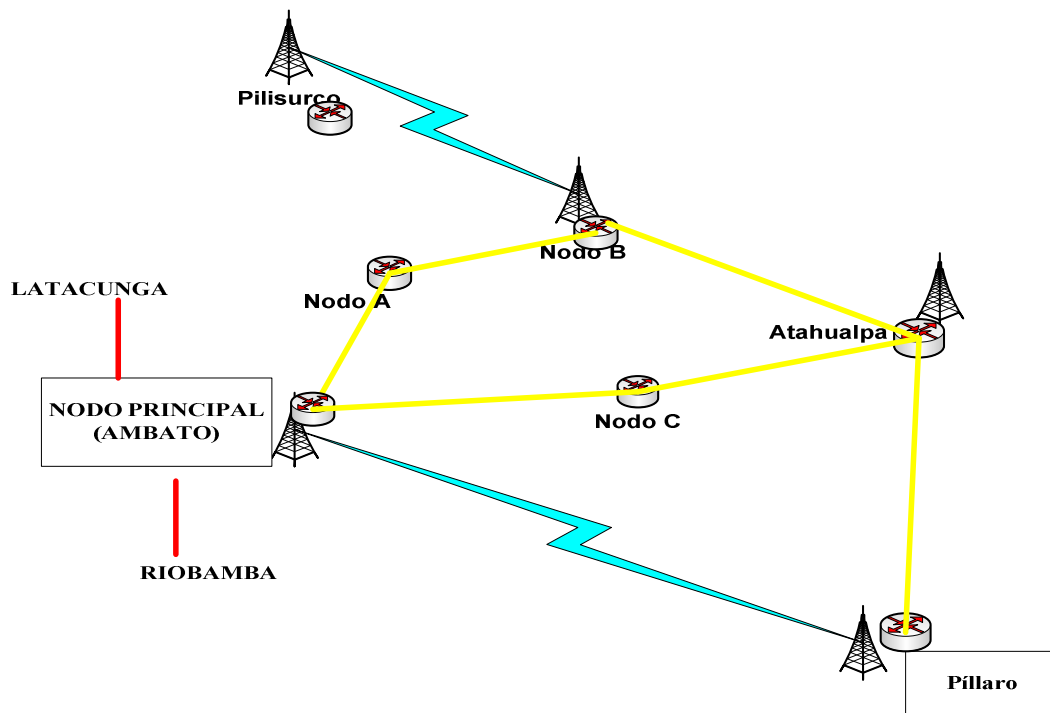 Pilisurco
Nodo B
LATACUNGA
Nodo A
Atahualpa
NODO PRINCIPAL
(AMBATO)
Nodo C
RIOBAMBA
Píllaro